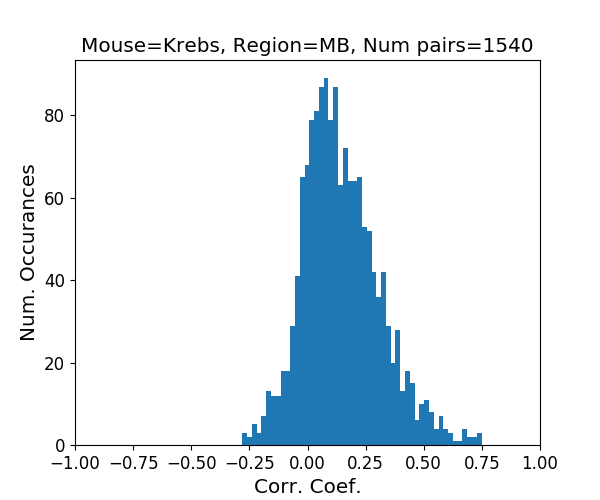 Mouse=Krebs, Region=MB, Num pairs=1540
80
60
40
20
0
Num. Occurances
−1.00 −0.75 −0.50 −0.25 0.00 0.25 0.50 0.75 1.00
Corr. Coef.